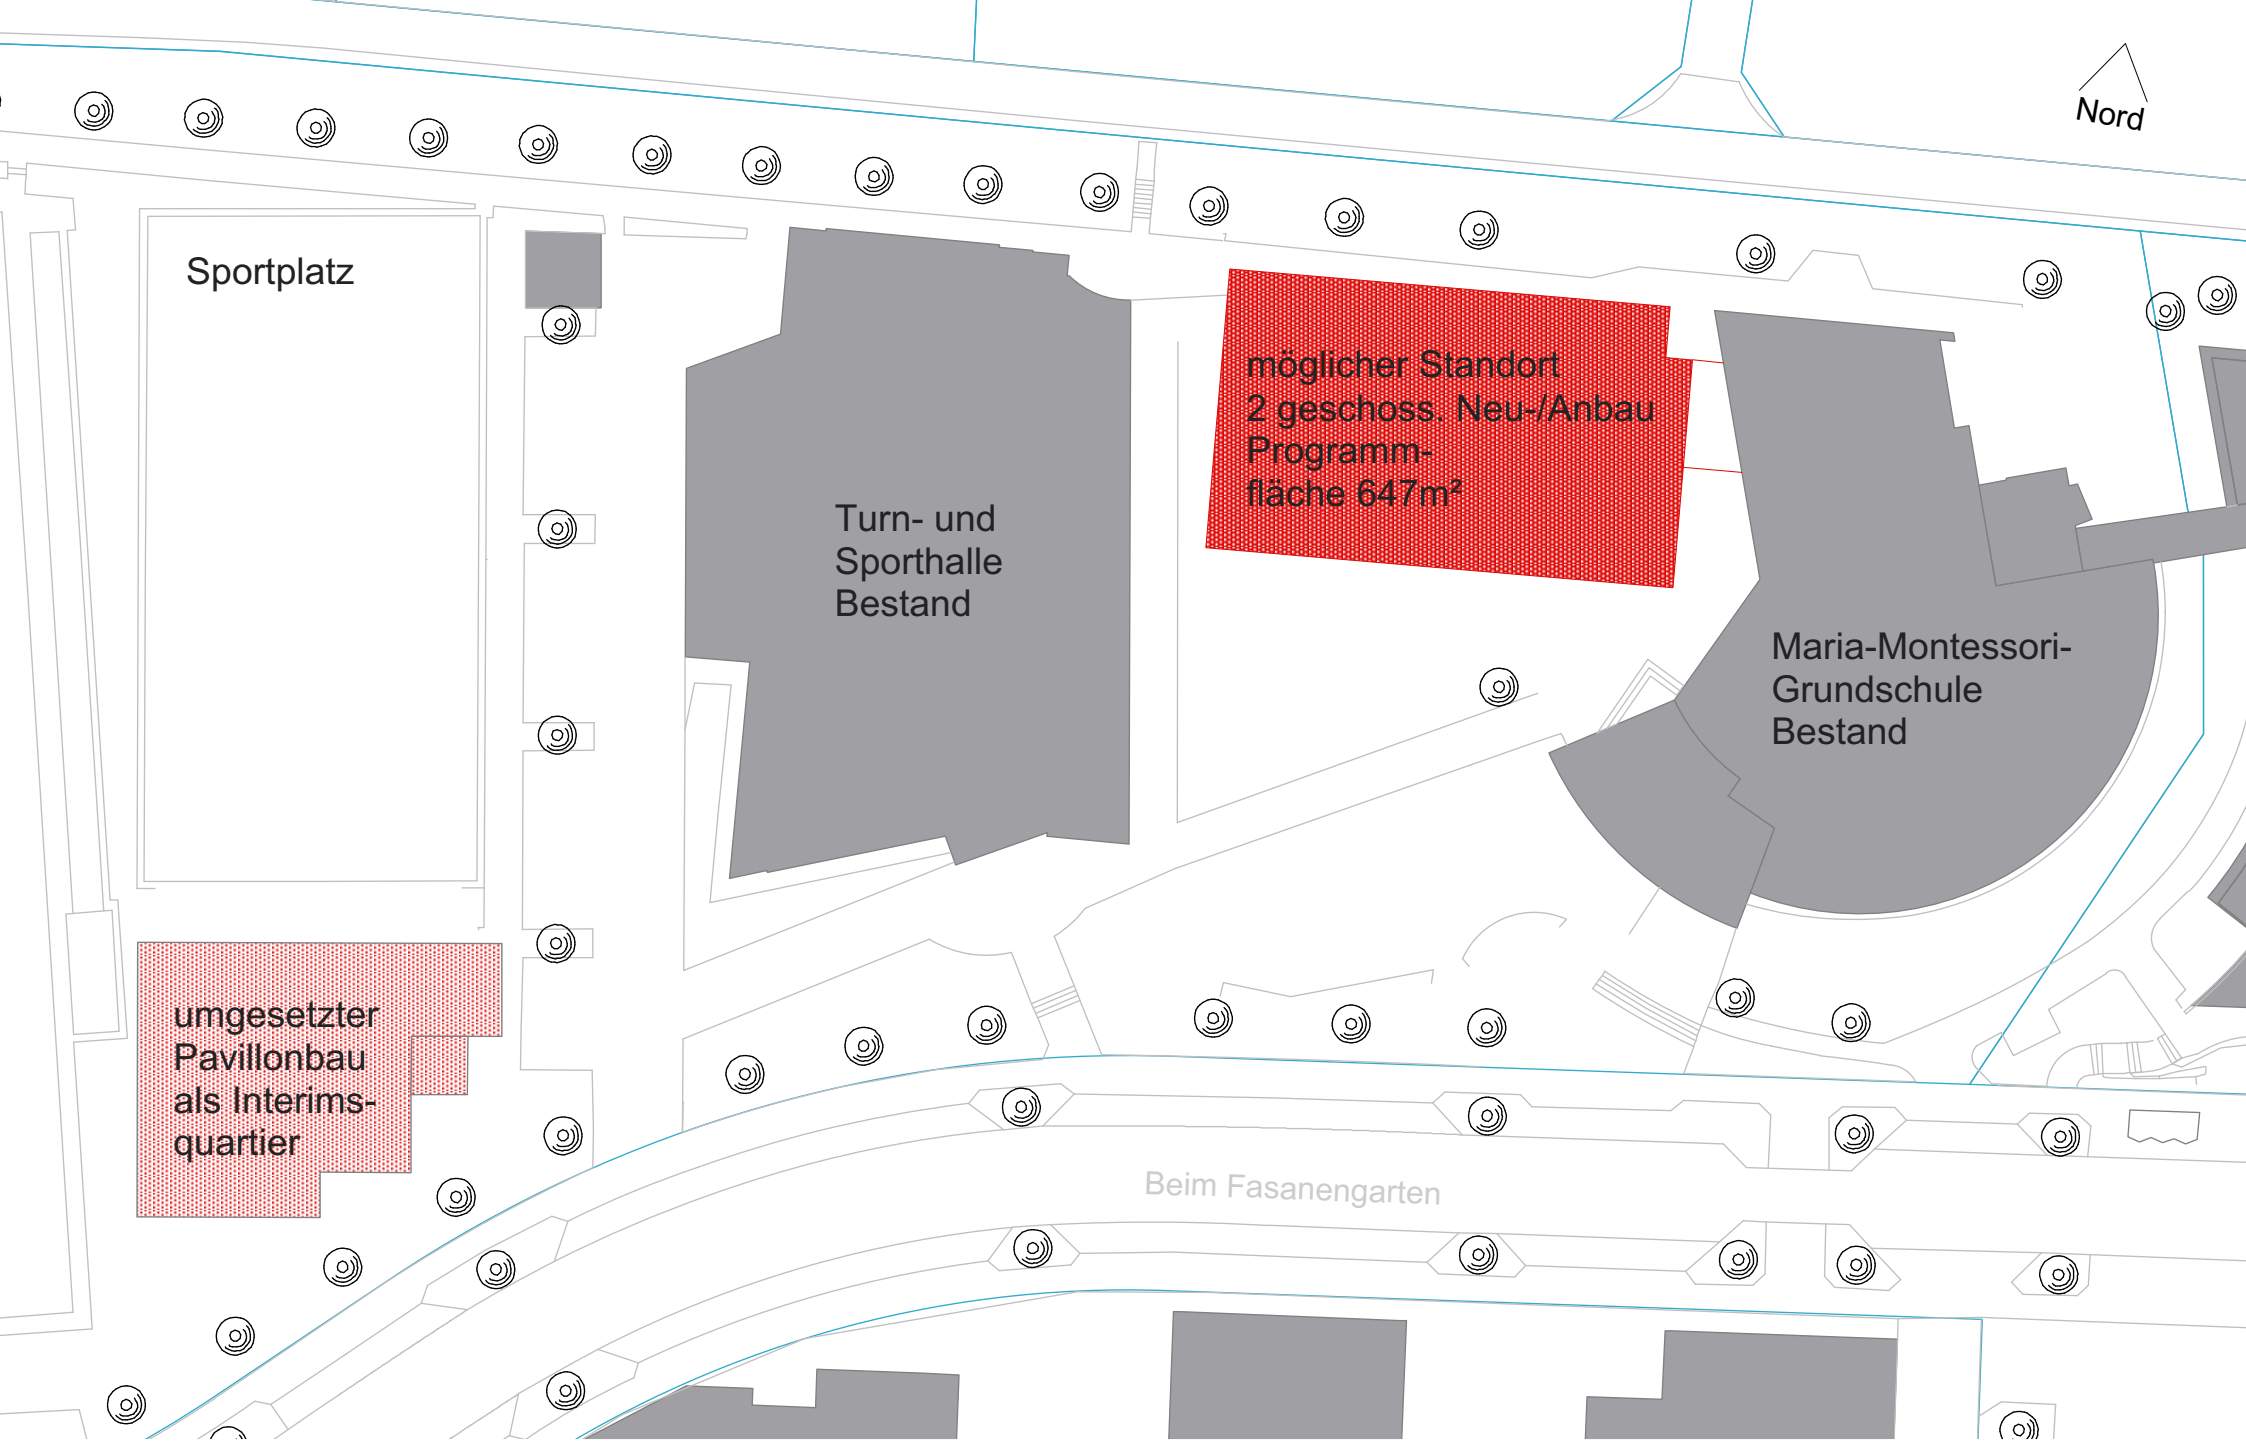 Nord
Sportplatz
möglicher Standort
2 geschoss. Neu-/Anbau
Programm-
fläche 647m²
Turn- und
Sporthalle
Bestand
Maria-Montessori-
Grundschule
Bestand
umgesetzter
Pavillonbau
als Interims-
quartier
Beim Fasanengarten